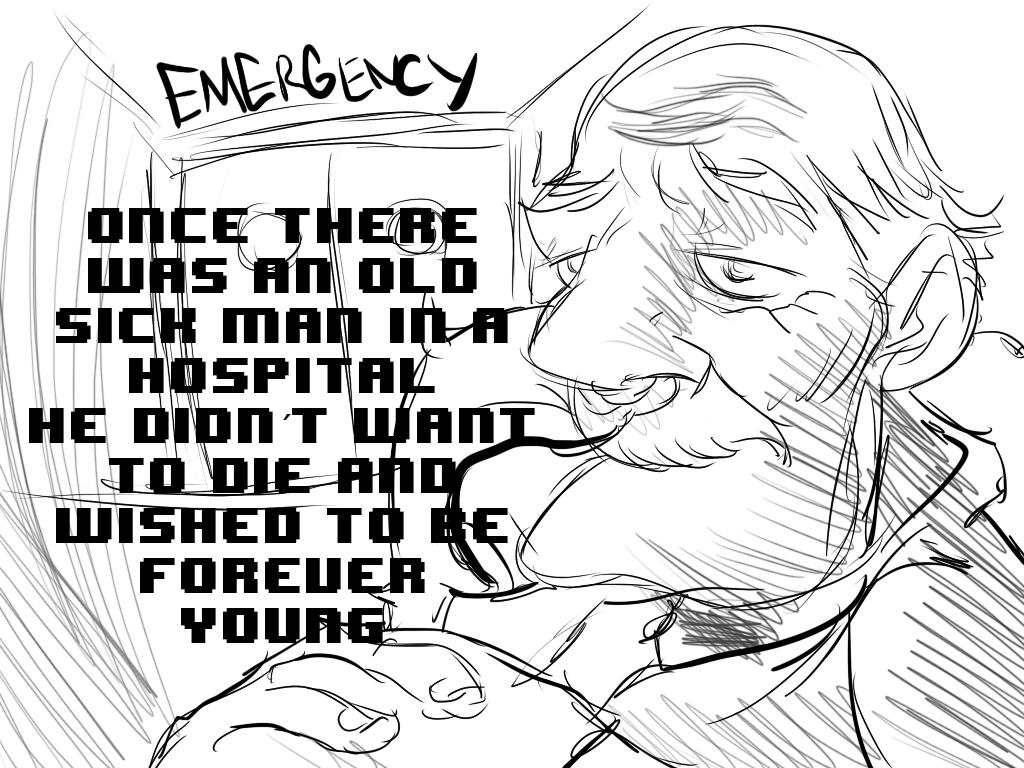 EMERGENCY
ONCE THERE
WAS AN OLD
SICK MAN IN A
HOSPITAL
HE DIDN'T WANT
TO DIE AND
WISHED TO BE
FOREVER
YOUNG